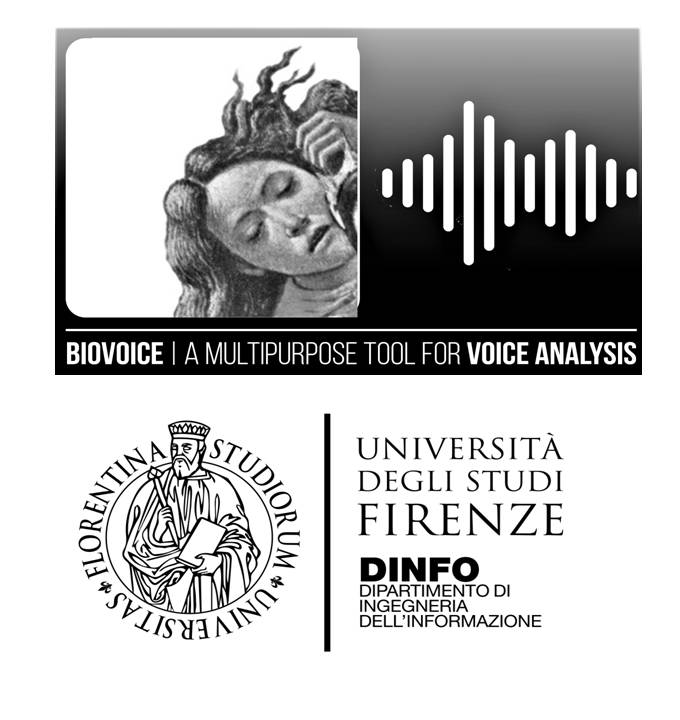 BIOVOICE | A MULTIPURPOSE TOOL FOR VOICE ANALYSIS
FLORENTINA STUDIORUM UNIVERSITAS
UNIVERSITÀ
DEGLI STUDI
FIRENZE
DINFO
DIPARTIMENTO DI
INGEGNERIA
DELL'INFORMAZIONE